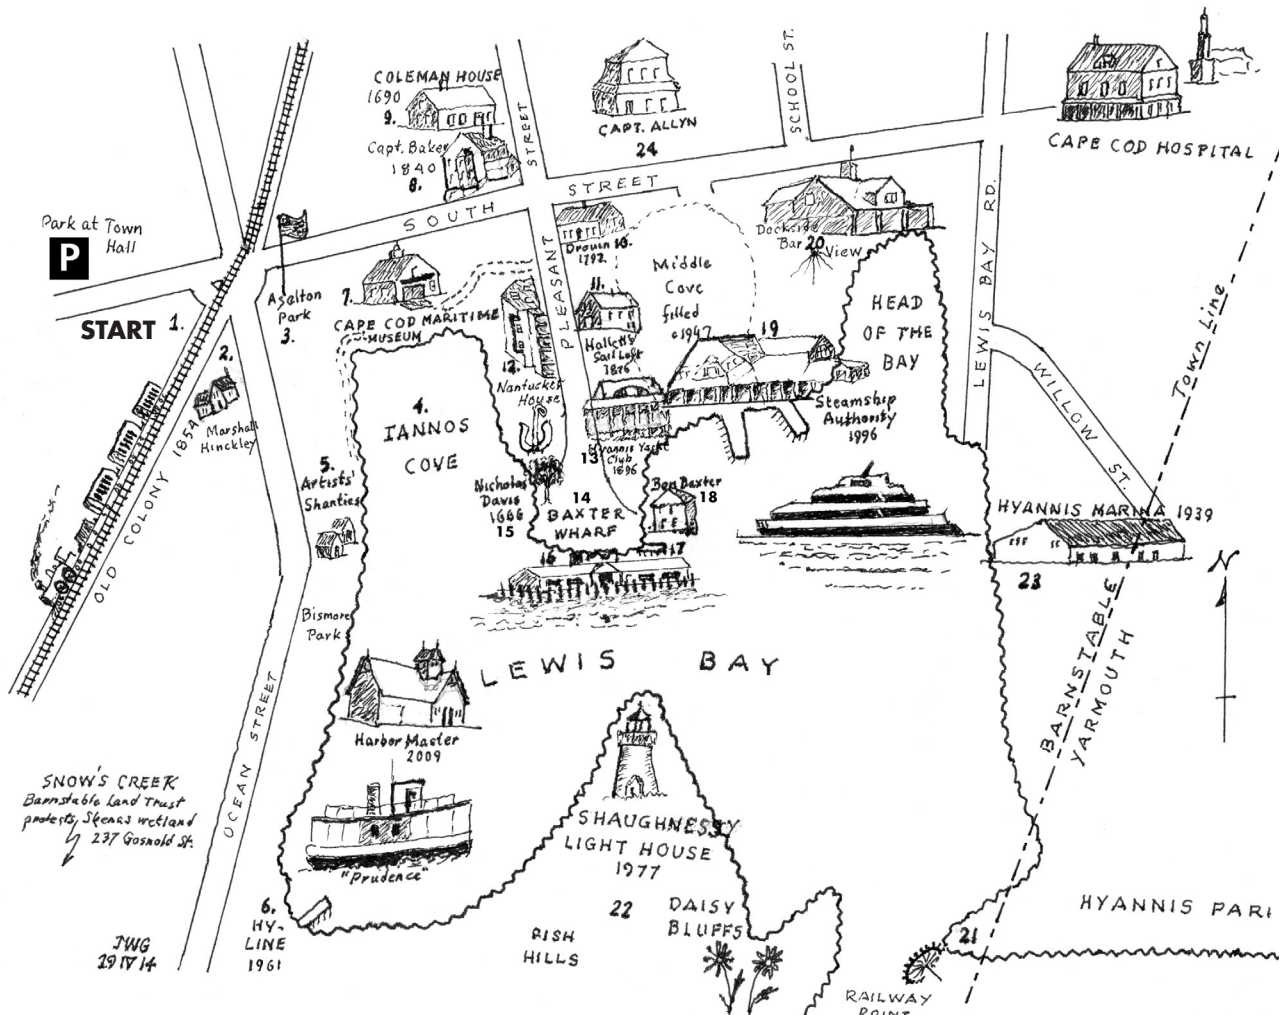 COLEMAN HOUSE
1690
9.
Capt. Baker
1840
8.
STREET
CAPT. ALLYN
24
SCHOOL ST.
CAPE COD HOSPITAL
Park at Town
Hall
P
START 1.
2.
Aselton
Park
3.
SOUTH STREET
7.
CAPE COD MARITIME
MUSEUM
PLEASANT
Drouin 10.
1792
11.
Hallett's
Sail Loft
1876
Middle
Cove
filled
c1947
Dockside
Bar 20
View
HEAD
OF THE
BAY
LEWIS BAY RD.
WILLOW ST.
Town Line
12.
Nantucket
House
19
Steamship
Authority
1896
Hyannis Yacht
Club
13
1896
Marshall
Hinckley
OLD COLONY 1854
4.
IANNOS
COVE
5.
Artists'
Shanties
Nicholas
Davis
1666
15
14
BAXTER
WHARF
Ben Baxter
18
16
17
HYANNIS MARINA 1939
23
N
Bismore
Park
LEWIS BAY
BARNSTABLE
YARMOUTH
Harbor Master
2009
OCEAN STREET
SNOW'S CREEK
Barnstable Land Trust
protects, Skenas wetland
237 Gosnold St.
"Prudence"
SHAUGHNESSY
LIGHT HOUSE
1977
22
DAISY
BLUFFS
6.
HY-
LINE
1961
JWG
29 IV 14
RISH
HILLS
21
HYANNIS PAR
RAILWAY
POINT